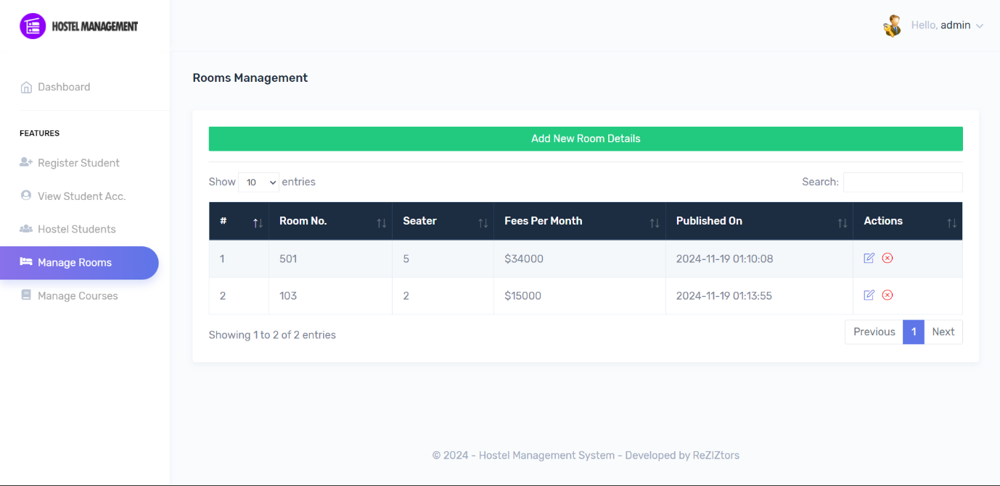 HOSTEL MANAGEMENT
Hello, admin
Dashboard
FEATURES
Register Student
View Student Acc.
Hostel Students
Manage Rooms
Manage Courses
Rooms Management
Add New Room Details
Show 10 entries
Search:
# Room No. Seater Fees Per Month Published On Actions
1 501 5 $34000 2024-11-19 01:10:08
2 103 2 $15000 2024-11-19 01:13:55
Showing 1 to 2 of 2 entries
Previous 1 Next
© 2024 - Hostel Management System - Developed by ReZIZtors